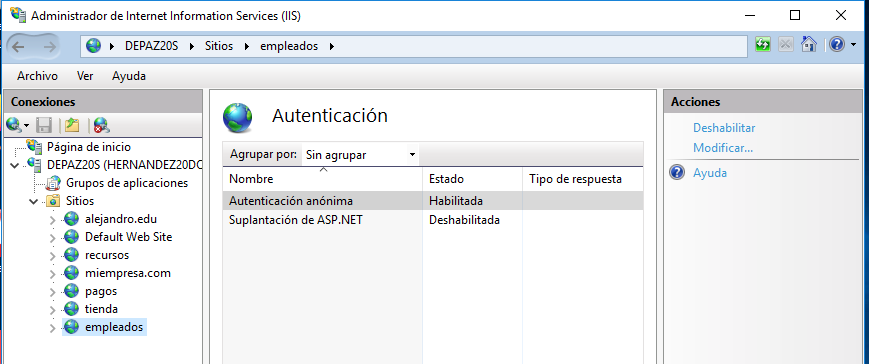 Administrador de Internet Information Services (IIS)
DEPAZ20S Sitios empleados
Archivo Ver Ayuda
Conexiones
Página de inicio
DEPAZ20S (HERNANDEZ20DO
Grupos de aplicaciones
Sitios
alejandro.edu
Default Web Site
recursos
miempresa.com
pagos
tienda
empleados
Autenticación
Agrupar por: Sin agrupar
Nombre Estado Tipo de respuesta
Autenticación anónima Habilitada
Suplantación de ASP.NET Deshabilitada
Acciones
Deshabilitar
Modificar...
Ayuda